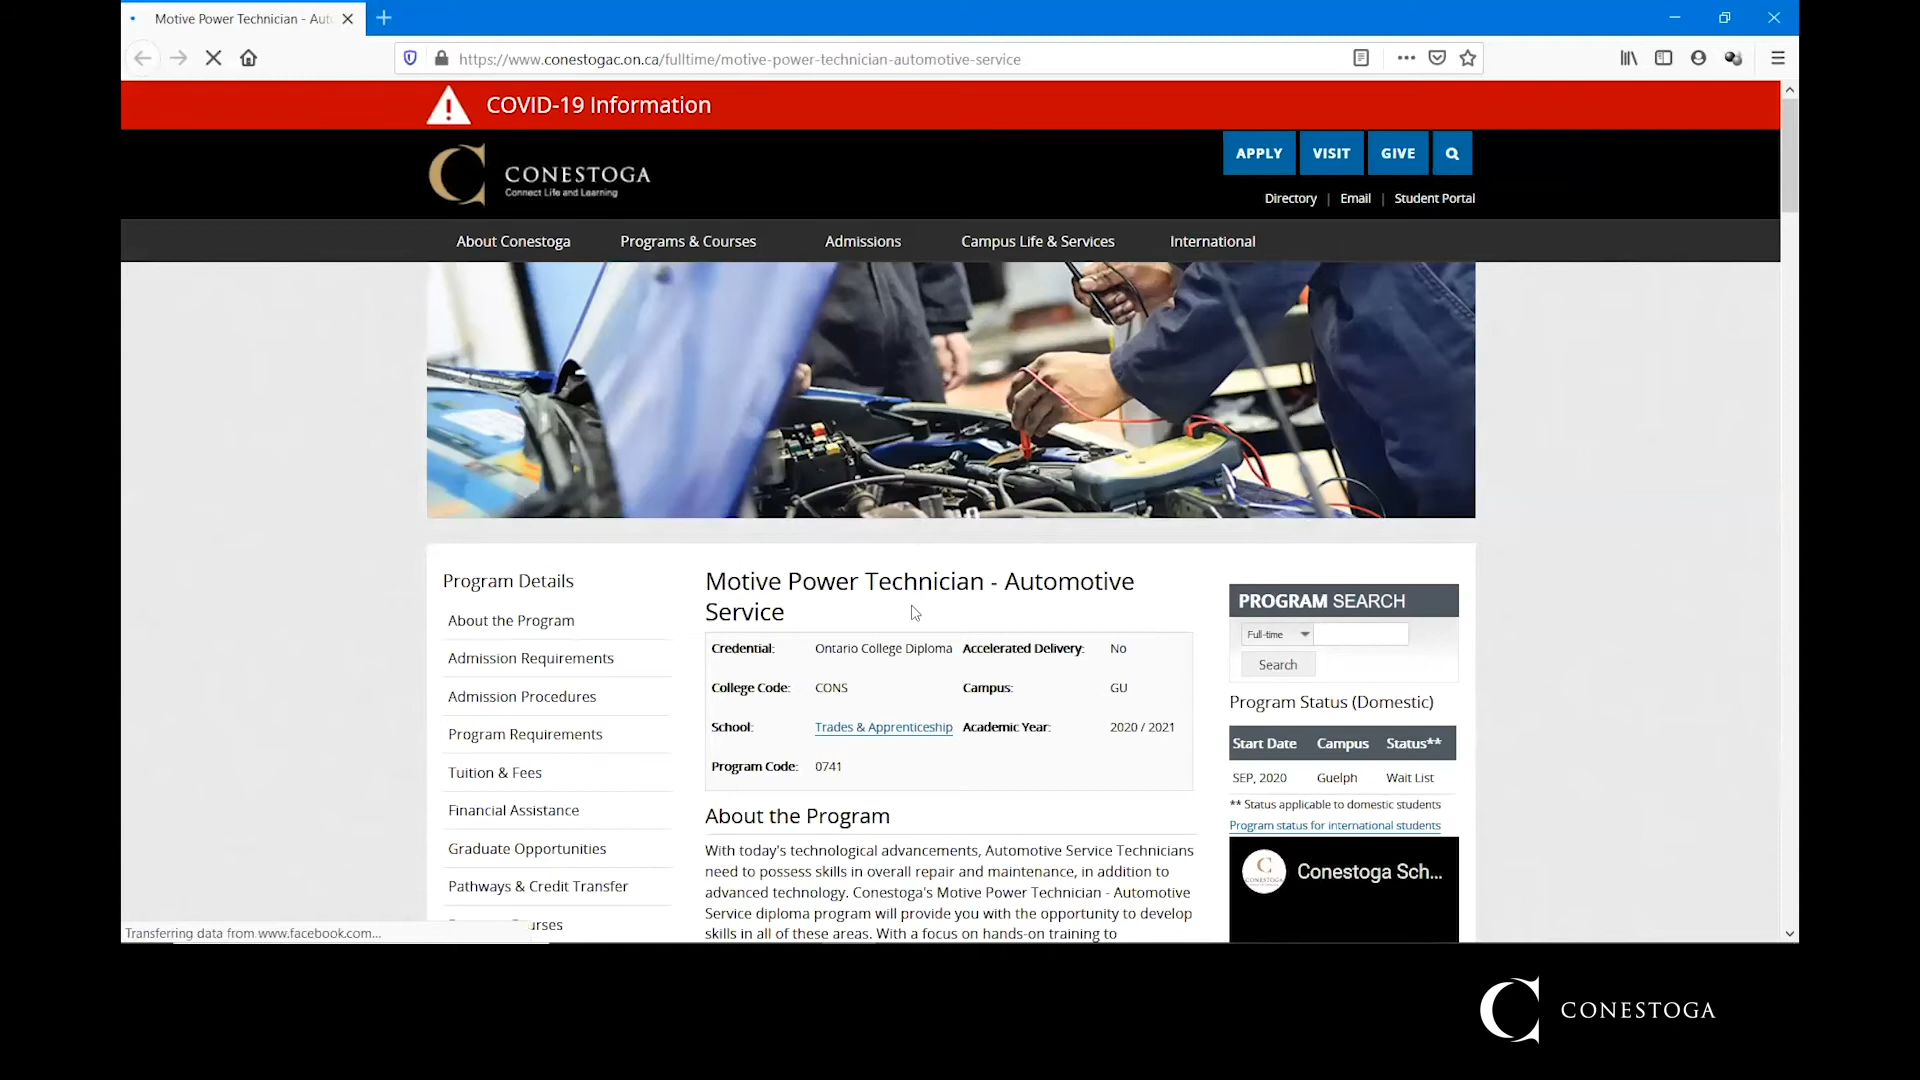 Motive Power Technician - Aut
https://www.conestogac.on.ca/fulltime/motive-power-technician-automotive-service
COVID-19 Information
CONESTOGA
Connect Life and Learning
APPLY VISIT GIVE
Directory | Email | Student Portal
About Conestoga Programs & Courses Admissions Campus Life & Services International
Program Details
About the Program
Admission Requirements
Admission Procedures
Program Requirements
Tuition & Fees
Financial Assistance
Graduate Opportunities
Pathways & Credit Transfer
Transferring data from www.facebook.com...
Motive Power Technician - Automotive
Service
Credential: Ontario College Diploma Accelerated Delivery: No
College Code: CONS Campus: GU
School: Trades & Apprenticeship Academic Year: 2020 / 2021
Program Code: 0741
About the Program
With today's technological advancements, Automotive Service Technicians
need to possess skills in overall repair and maintenance, in addition to
advanced technology. Conestoga's Motive Power Technician - Automotive
Service diploma program will provide you with the opportunity to develop
skills in all of these areas. With a focus on hands-on training to
PROGRAM SEARCH
Full-time
Search
Program Status (Domestic)
Start Date Campus Status**
SEP, 2020 Guelph Wait List
** Status applicable to domestic students
Program status for international students
CONESTOGA
Conestoga Sch...
CONESTOGA